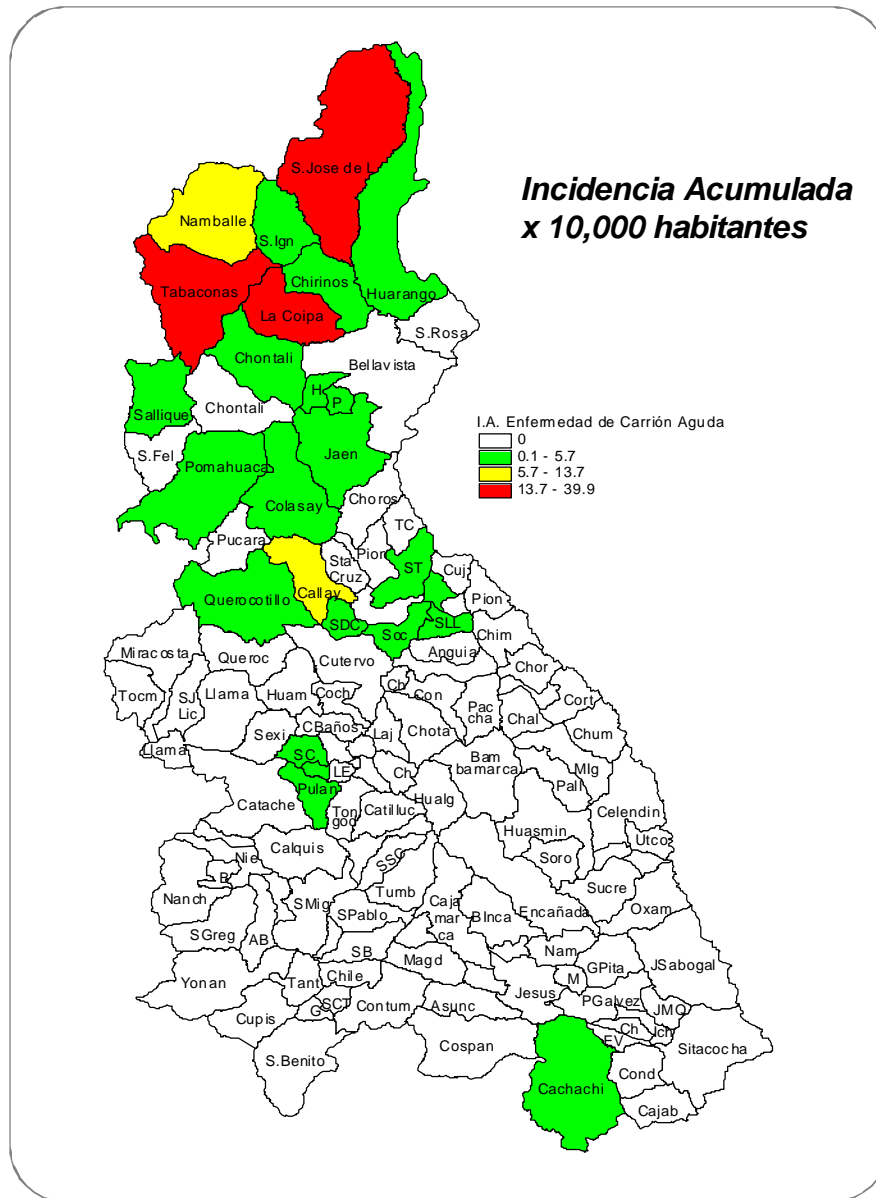 S.Jose de L.
Incidencia Acumulada
x 10,000 habitantes
Namballe
S.Ign
Chirinos
Tabaconas
Huarango
La Coipa
S.Rosa
Chontali
Bellavista
H
P
Sallique
Chontali
I.A. Enfermedad de Carrión Aguda
0
0.1 - 5.7
5.7 - 13.7
13.7 - 39.9
S.Fel
Jaen
Pomahuaca
Colasay
Choros
TC
Pucara
Pion
Sta
Cruz
ST
Cuj
Callay
Querocotillo
Pion
SDC
SLL
Soc
Chim
Miracosta
Queroc
Cutervo
Anguia
Chor
Tocm
SJ
Lic
Llama
Huam
Coch
Ch
Con
Pac
cha
Cort
Chal
Sexi
CBaños
Laj
Chota
Chum
Llama
SC
LE
Ch
Bam
bamarca
Mlg
Pall
Pulan
Catache
Ton
god
Catilluc
Hualg
Celendin
Huasmin
Utco
Calquis
Soro
Nie
SSC
B
Nanch
Tumb
Sucre
SMig
SPablo
Caja
mar
ca
BInca
Encañada
Oxam
SGreg
AB
SB
Nam
Magd
GPita
JSabogal
Yonan
Tant
Chile
M
Jesus
G
SCT
Contum
Asunc
PGalvez
JMQ
Cupis
Ch
Ich
EV
Sitacocha
S.Benito
Cospan
Cond
Cachachi
Cajab